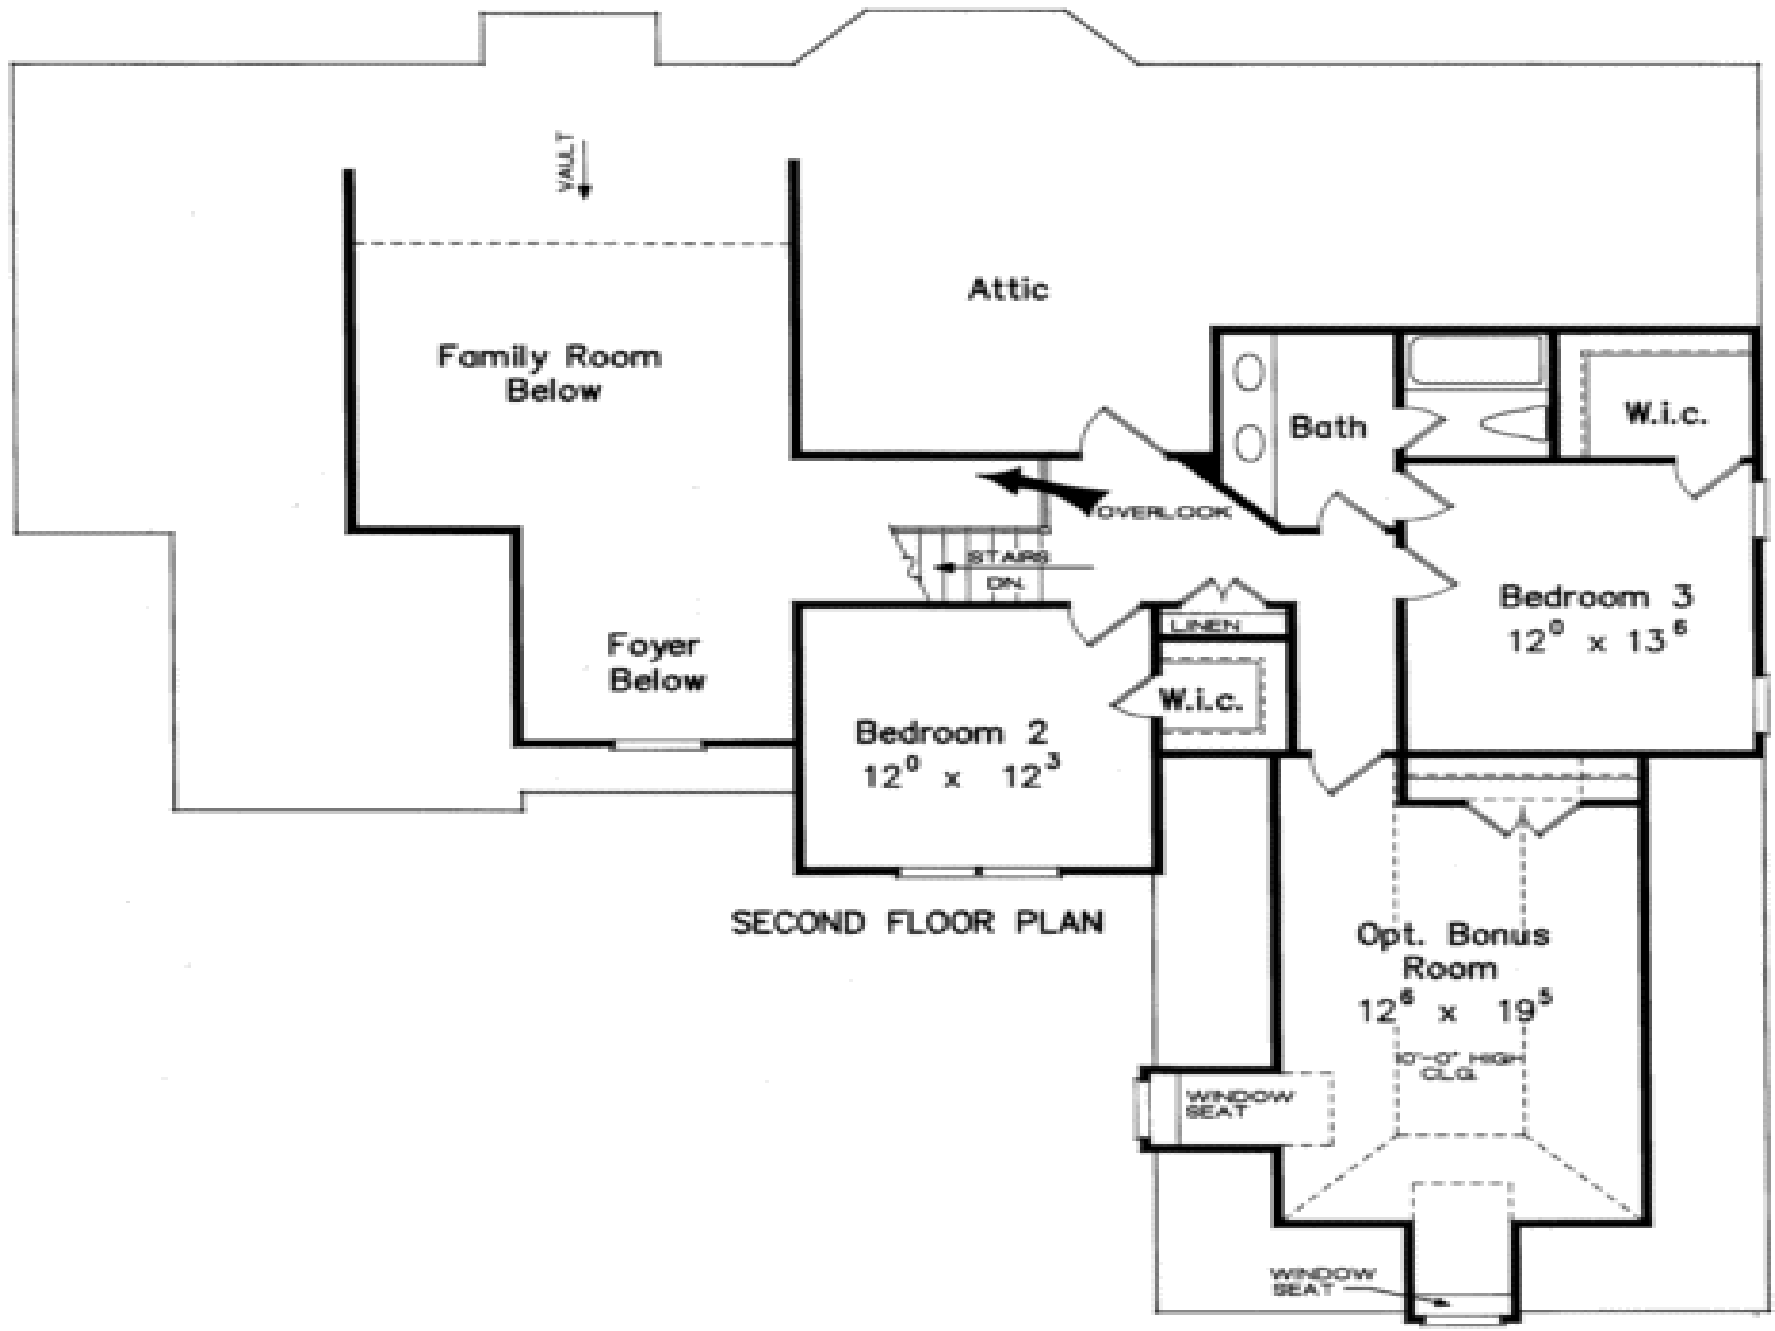 VAULT
Attic
Family Room
Below
Bath
W.i.c.
OVERLOOK
STAIRS
DN.
Bedroom 3
12⁰ x 13⁶
LINEN
Foyer
Below
W.i.c.
Bedroom 2
12⁰ x 12³
SECOND FLOOR PLAN
Opt. Bonus
Room
12⁶ x 19⁵
10'-0" HIGH
CLG.
WINDOW
SEAT
WINDOW
SEAT